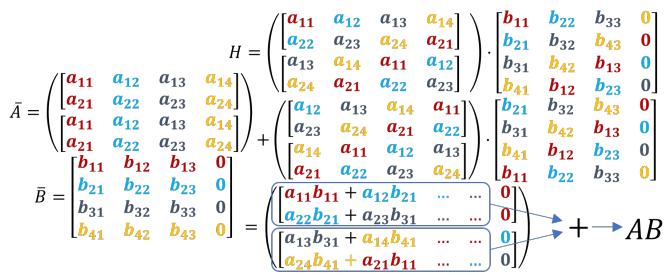 H = ( [ a₁₁ a₁₂ a₁₃ a₁₄ ] ) · [ b₁₁ b₂₂ b₃₃ 0 ]
[ a₂₂ a₂₃ a₂₄ a₂₁ ] [ b₂₁ b₃₂ b₄₃ 0 ]
[ a₁₃ a₁₄ a₁₁ a₁₂ ] [ b₃₁ b₄₂ b₁₃ 0 ]
[ a₂₄ a₂₁ a₂₂ a₂₃ ] [ b₄₁ b₁₂ b₂₃ 0 ]
Ā = ( [ a₁₁ a₁₂ a₁₃ a₁₄ ] )
[ a₂₁ a₂₂ a₂₃ a₂₄ ]
[ a₁₁ a₁₂ a₁₃ a₁₄ ]
[ a₂₁ a₂₂ a₂₃ a₂₄ ]
+ ( [ a₁₂ a₁₃ a₁₄ a₁₁ ] ) · [ b₂₁ b₃₂ b₄₃ 0 ]
[ a₂₃ a₂₄ a₂₁ a₂₂ ] [ b₃₁ b₄₂ b₁₃ 0 ]
[ a₁₄ a₁₁ a₁₂ a₁₃ ] [ b₄₁ b₁₂ b₂₃ 0 ]
[ a₂₁ a₂₂ a₂₃ a₂₄ ] [ b₁₁ b₂₂ b₃₃ 0 ]
B̄ = [ b₁₁ b₁₂ b₁₃ 0 ]
[ b₂₁ b₂₂ b₂₃ 0 ]
[ b₃₁ b₃₂ b₃₃ 0 ]
[ b₄₁ b₄₂ b₄₃ 0 ]
= ( [ a₁₁b₁₁ + a₁₂b₂₁ ... ... 0 ] )
[ a₂₂b₂₁ + a₂₃b₃₁ ... ... 0 ]
[ a₁₃b₃₁ + a₁₄b₄₁ ... ... 0 ]
[ a₂₄b₄₁ + a₂₁b₁₁ ... ... 0 ]
+ → AB